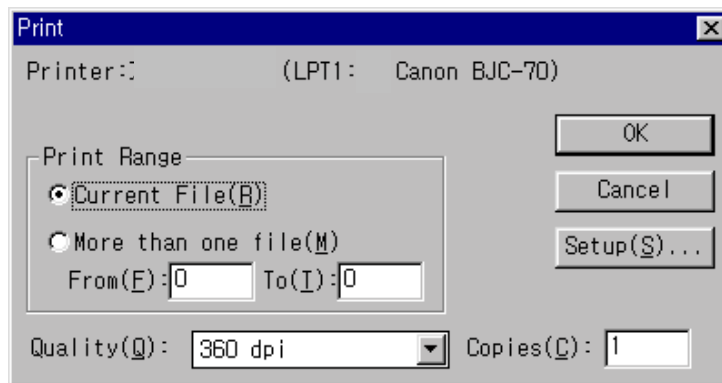 Print
Printer: (LPT1: Canon BJC-70)
Print Range
Current File(R)
More than one file(M)
From(F): 0 To(T): 0
OK
Cancel
Setup(S)...
Quality(Q): 360 dpi Copies(C): 1